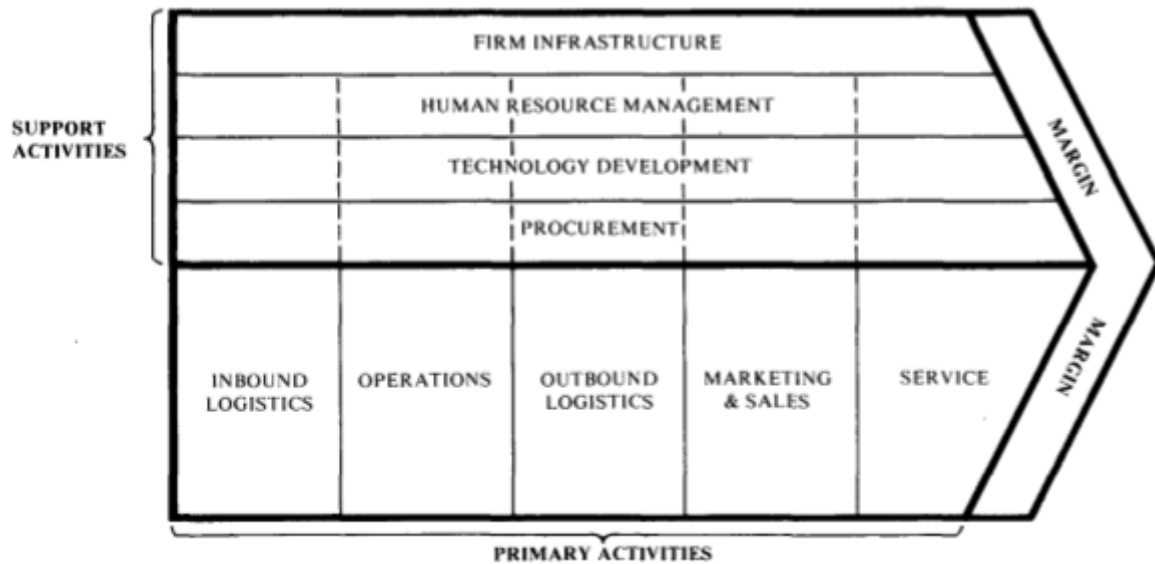 FIRM INFRASTRUCTURE
HUMAN RESOURCE MANAGEMENT
SUPPORT
ACTIVITIES
TECHNOLOGY DEVELOPMENT
PROCUREMENT
MARGIN
INBOUND
LOGISTICS
OPERATIONS
OUTBOUND
LOGISTICS
MARKETING
& SALES
SERVICE
MARGIN
PRIMARY ACTIVITIES